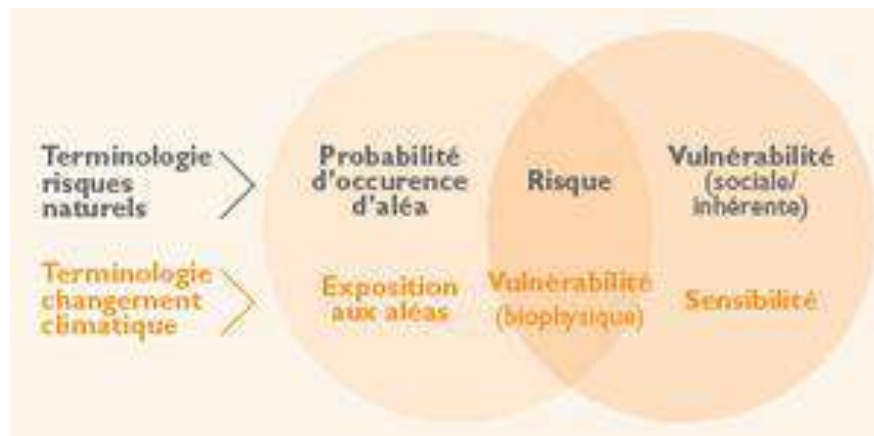 Terminologie
risques
naturels
Probabilité
d'occurence
d'aléa
Risque
Vulnérabilité
(sociale/
inhérente)
Terminologie
changement
climatique
Exposition
aux aléas
Vulnérabilité
(biophysique)
Sensibilité